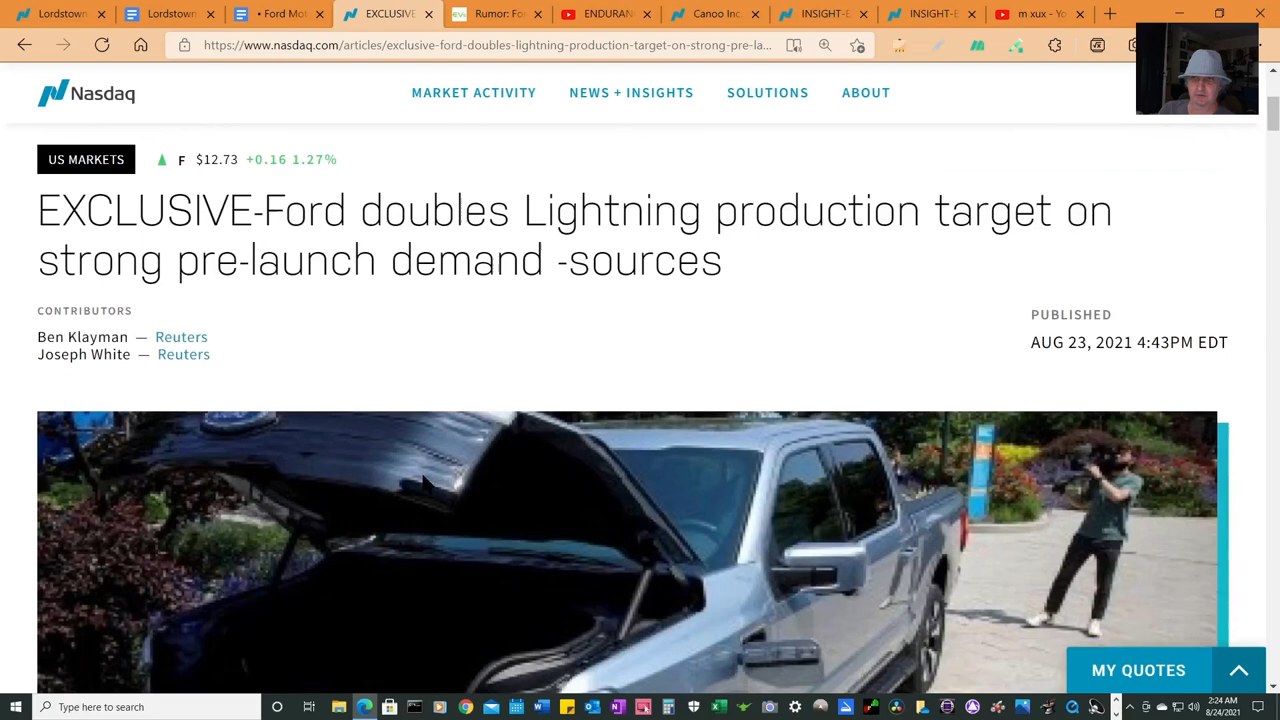 Lordstown
Lordstown
Ford Mot
EXCLUSIVE
Rumor: Fo
ENDURAN
Canoo Inc.
INSIGHT-E
INSIGHT-E
m xux - Yo
https://www.nasdaq.com/articles/exclusive-ford-doubles-lightning-production-target-on-strong-pre-la...
Nasdaq
MARKET ACTIVITY
NEWS + INSIGHTS
SOLUTIONS
ABOUT
US MARKETS
F $12.73 +0.16 1.27%
EXCLUSIVE-Ford doubles Lightning production target on
strong pre-launch demand -sources
CONTRIBUTORS
Ben Klayman — Reuters
Joseph White — Reuters
PUBLISHED
AUG 23, 2021 4:43PM EDT
MY QUOTES
Type here to search
2:24 AM
8/24/2021